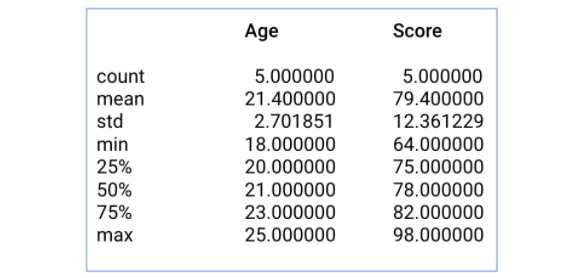 Age Score
count 5.000000 5.000000
mean 21.400000 79.400000
std 2.701851 12.361229
min 18.000000 64.000000
25% 20.000000 75.000000
50% 21.000000 78.000000
75% 23.000000 82.000000
max 25.000000 98.000000